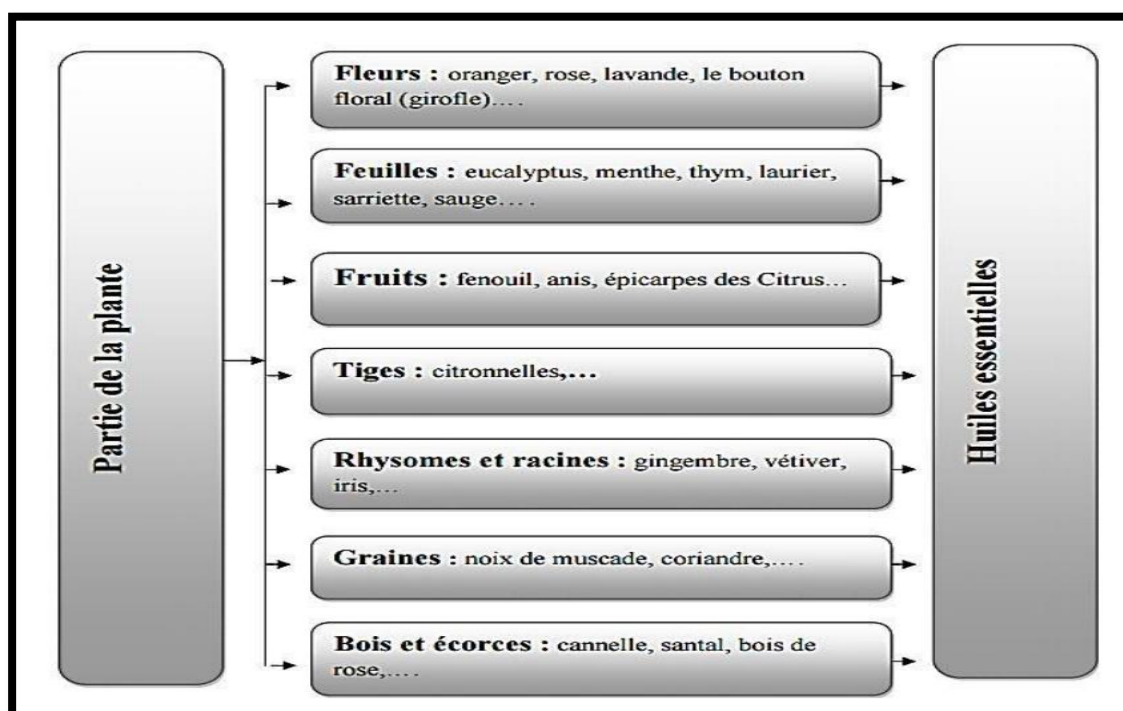 Partie de la plante
Fleurs : oranger, rose, lavande, le bouton
floral (girofle)….
Feuilles : eucalyptus, menthe, thym, laurier,
sarriette, sauge….
Fruits : fenouil, anis, épicarpes des Citrus…
Tiges : citronnelles,…
Rhysomes et racines : gingembre, vétiver,
iris,…
Graines : noix de muscade, coriandre,….
Bois et écorces : cannelle, santal, bois de
rose,….
Huiles essentielles